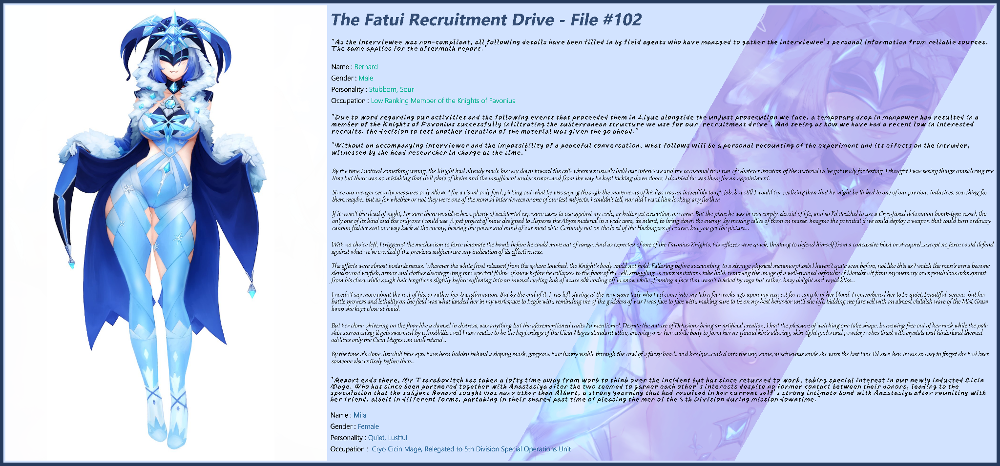 The Fatui Recruitment Drive - File #102
"As the interviewee was non-compliant, all following details have been filled in by field agents who have managed to gather the interviewee's personal information from reliable sources.
The same applies for the aftermath report."
Name : Bernard
Gender : Male
Personality : Stubborn, Sour
Occupation : Low Ranking Member of the Knights of Favonius
"Due to word regarding our activities and the following events that proceeded them in Liyue alongside the unjust prosecution we face, a temporary drop in manpower had resulted in a
member of the Knights of Favonius successfully infiltrating the subterranean structure we use for our 'recruitment drive'. And seeing as how we have had a recent low in interested
recruits, the decision to test another iteration of the material was given the go ahead."
"Without an accompanying interviewer and the impossibility of a peaceful conversation, what follows will be a personal recounting of the experiment and its effects on the intruder,
witnessed by the head researcher in charge at the time."
By the time I noticed something wrong, the Knight had already made his way down toward the cells where we usually hold our interviews and the occasional trial run of whatever iteration of the material we've got ready for testing. I thought I was seeing things considering the
time but there was no mistaking that dull plate of theirs and the insufficient under armor..and from the way he kept kicking down doors, I doubted he was there for an appointment.
Since our meager security measures only allowed for a visual-only feed, picking out what he was saying through the movements of his lips was an incredibly tough job, but still I would try, realizing then that he might be linked to one of our previous inductees, searching for
them maybe...but as for whether or not they were one of the normal interviewees or one of our test subjects, I couldn't tell, nor did I want him looking any further.
If it wasn't the dead of night, I'm sure there would've been plenty of accidental exposure cases to use against my exile, or better yet execution, or worse. But the place he was in was empty, devoid of life, and so I'd decided to use a Cryo-fused detonation bomb-type vessel, the
only one of its kind and the only one I could use. A pet project of mine designed to disperse the Abyss material in a wide area, its intent; to bring down the enemy...by making allies of them en masse. Imagine the potential if we could deploy a weapon that could turn ordinary
cannon fodder sent our way back at the enemy, bearing the power and mind of our most elite. Certainly not on the level of the Harbingers of course, but you get the picture...
With no choice left, I triggered the mechanism to force detonate the bomb before he could move out of range. And as expected of one of the Favonius Knights, his reflexes were quick, thinking to defend himself from a concussive blast or shrapnel...except no force could defend
against what we've created if the previous subjects are any indication of its effectiveness.
The effects were almost instantaneous. Wherever the white frost released from the sphere touched, the Knight's body could not hold. Faltering before succumbing to a strange physical metamorphosis I haven't quite seen before, not like this as I watch the man's arms become
slender and waifish, armor and clothes disintegrating into spectral flakes of snow before he collapses to the floor of the cell, struggling as more mutations take hold, removing the image of a well-trained defender of Mondstadt from my memory once pendulous orbs sprout
from his chest while rough hair lengthens slightly before softening into an inward curling bob of azure silk ending off in snow white...framing a face that wasn't twisted by rage but rather, hazy delight and vapid bliss...
I needn't say more about the rest of his, or rather her transformation. But by the end of it, I was left staring at the very same lady who had come into my lab a few weeks ago upon my request for a sample of her blood. I remembered her to be quiet, beautiful, serene...but her
battle prowess and lethality on the field was what landed her in my workspace to begin with, reminding me of the goddess of war I was face to face with, making sure to be on my best behavior until she left, bidding me farewell with an almost childish wave of the Mist Grass
lamp she kept close at hand.
But her clone, shivering on the floor like a damsel in distress, was anything but the aforementioned traits I'd mentioned. Despite the nature of Delusions being an artificial creation, I had the pleasure of watching one take shape, burrowing free out of her neck while the pale
skin surrounding it gets swarmed by a frostbitten veil I now realize to be the beginnings of the Cicin Mages standard attire, creeping over her nubile body to form her newfound kin's alluring, skin tight garbs and powdery robes lined with crystals and hinterland themed
oddities only the Cicin Mages can understand...
By the time it's done, her dull blue eyes have been hidden behind a sloping mask, gorgeous hair barely visible through the cowl of a fuzzy hood...and her lips...curled into the very same, mischievous smile she wore the last time I'd seen her. It was so easy to forget she had been
someone else entirely before then...
"Report ends there, Mr Tsarakovitch has taken a lofty time away from work to think over the incident but has since returned to work, taking special interest in our newly inducted Cicin
Mage. Who has since been partnered together with Anastasiya after the two seemed to garner each other's interests despite no former contact between their donors, leading to the
speculation that the subject Benard sought was none other than Albert, a strong yearning that had resulted in her current self's strong intimate bond with Anastasiya after reuniting with
her friend, albeit in different forms, partaking in their shared past time of pleasing the men of the 5th Division during mission downtime."
Name : Mila
Gender : Female
Personality : Quiet, Lustful
Occupation : Cryo Cicin Mage, Relegated to 5th Division Special Operations Unit